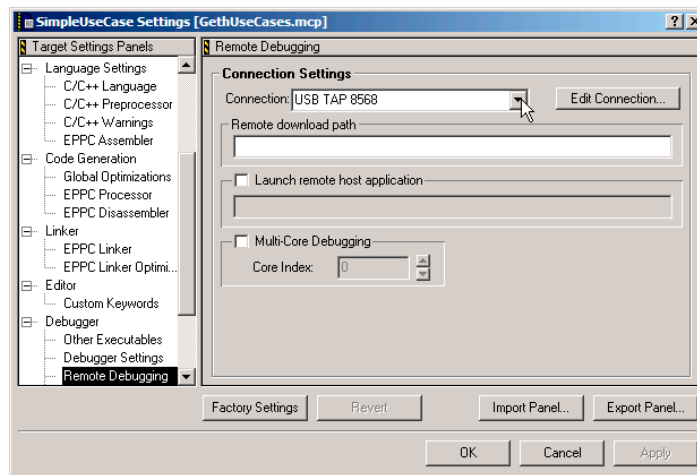 SimpleUseCase Settings [GethUseCases.mcp]
Target Settings Panels
Language Settings
C/C++ Language
C/C++ Preprocessor
C/C++ Warnings
EPPC Assembler
Code Generation
Global Optimizations
EPPC Processor
EPPC Disassembler
Linker
EPPC Linker
EPPC Linker Optimi...
Editor
Custom Keywords
Debugger
Other Executables
Debugger Settings
Remote Debugging
Remote Debugging
Connection Settings
Connection: USB TAP 8568 Edit Connection...
Remote download path
Launch remote host application
Multi-Core Debugging
Core Index: 0
Factory Settings Revert Import Panel... Export Panel...
OK Cancel Apply